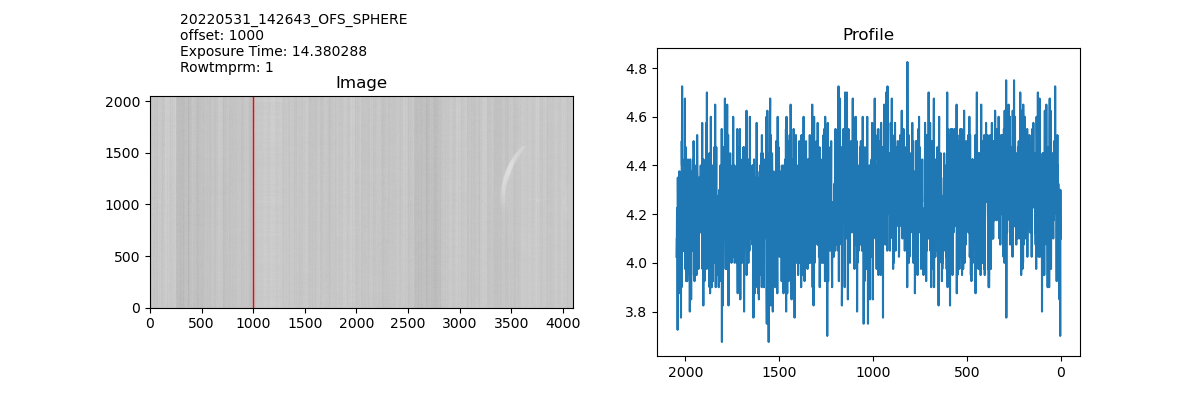 20220531_142643_OFS_SPHERE
offset: 1000
Exposure Time: 14.380288
Rowtmprm: 1
Image
2000
1500
1000
500
0
0 500 1000 1500 2000 2500 3000 3500 4000
Profile
4.8
4.6
4.4
4.2
4.0
3.8
2000 1500 1000 500 0